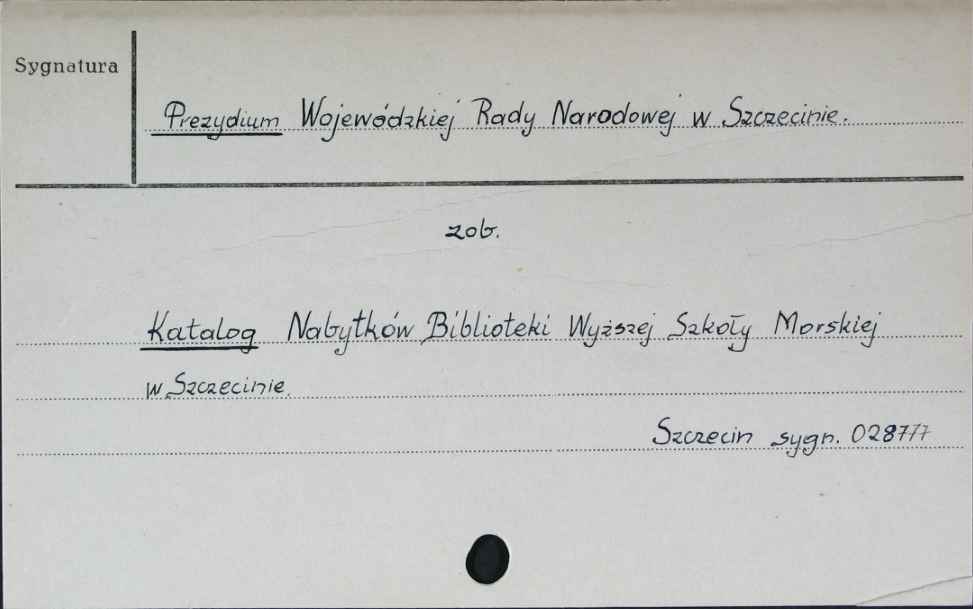 Sygnatura
Prezydium Wojewódzkiej Rady Narodowej w Szczecinie.
zob.
Katalog Nabytków Biblioteki Wyższej Szkoły Morskiej
w Szczecinie.
Szczecin sygn. 028777